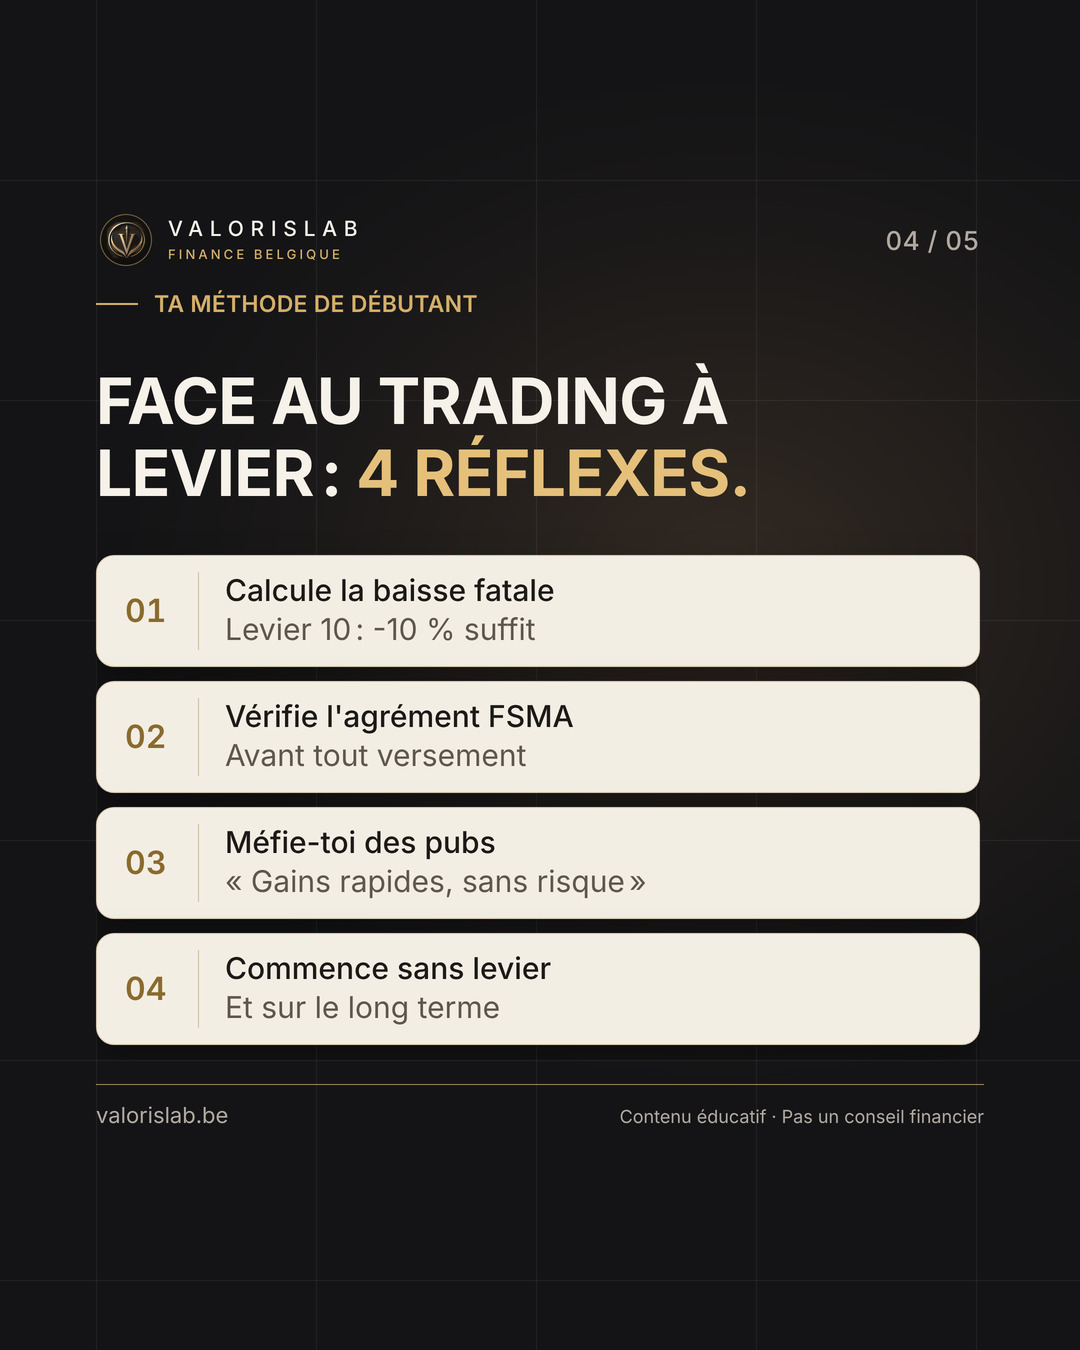 VALORISLAB
FINANCE BELGIQUE
04 / 05
TA MÉTHODE DE DÉBUTANT
FACE AU TRADING À
LEVIER : 4 RÉFLEXES.
01
Calcule la baisse fatale
Levier 10 : -10 % suffit
02
Vérifie l'agrément FSMA
Avant tout versement
03
Méfie-toi des pubs
« Gains rapides, sans risque »
04
Commence sans levier
Et sur le long terme
valorislab.be
Contenu éducatif · Pas un conseil financier